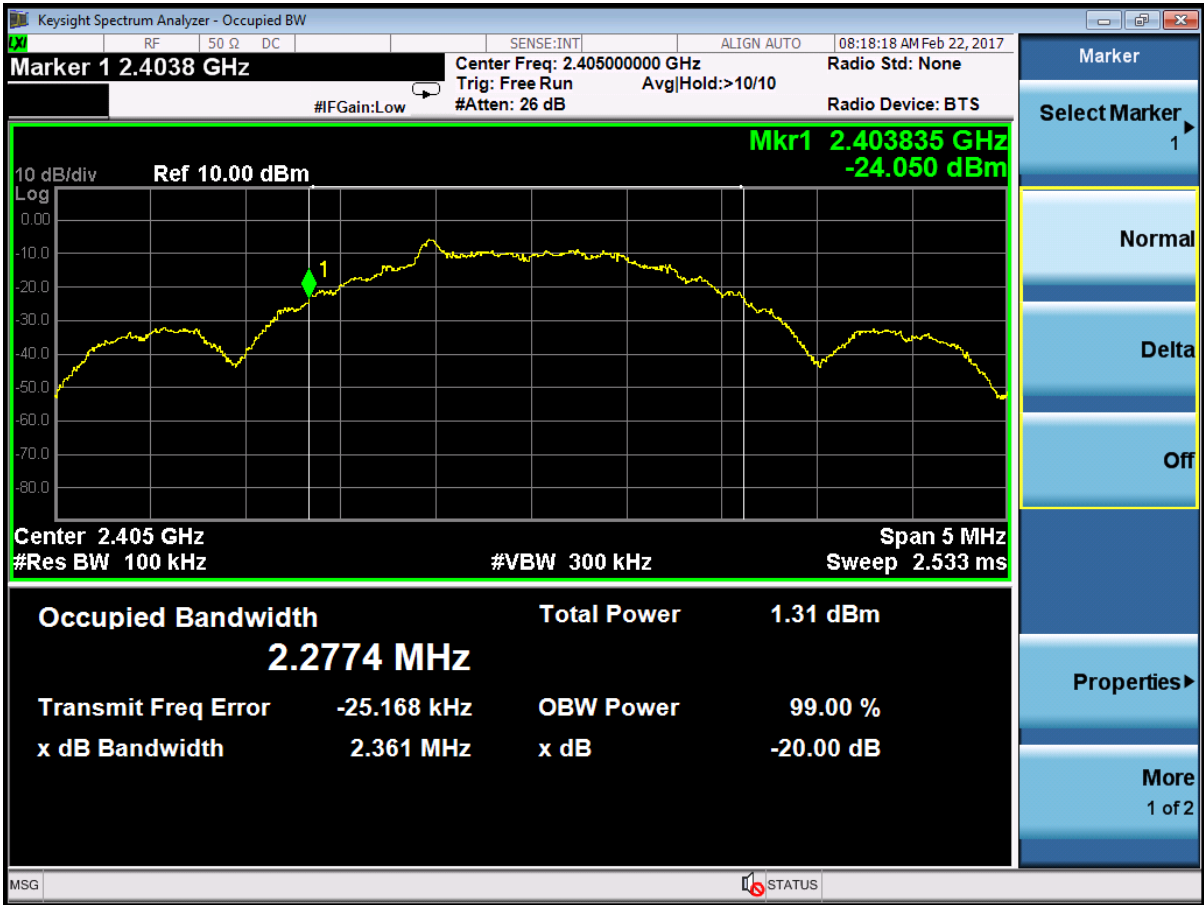 Keysight Spectrum Analyzer - Occupied BW
LXI RF 50 Ω DC SENSE:INT ALIGN AUTO 08:18:18 AM Feb 22, 2017
Marker 1 2.4038 GHz
Center Freq: 2.405000000 GHz Radio Std: None
Trig: Free Run Avg|Hold:>10/10
#IFGain:Low #Atten: 26 dB Radio Device: BTS
Mkr1 2.403835 GHz
-24.050 dBm
10 dB/div Ref 10.00 dBm
Log
0.00
-10.0
1
-20.0
-30.0
-40.0
-50.0
-60.0
-70.0
-80.0
Center 2.405 GHz Span 5 MHz
#Res BW 100 kHz #VBW 300 kHz Sweep 2.533 ms
Occupied Bandwidth Total Power 1.31 dBm
2.2774 MHz
Transmit Freq Error -25.168 kHz OBW Power 99.00 %
x dB Bandwidth 2.361 MHz x dB -20.00 dB
MSG STATUS
Marker
Select Marker
1
Normal
Delta
Off
Properties
More
1 of 2